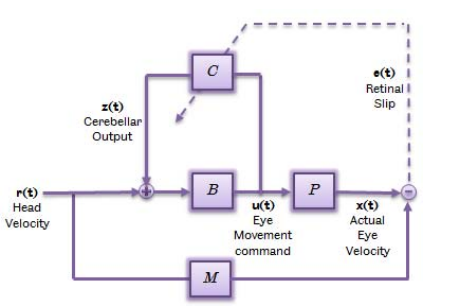 C
e(t)
Retinal
Slip
z(t)
Cerebellar
Output
r(t)
Head
Velocity
B
P
u(t)
Eye
Movement
command
x(t)
Actual
Eye
Velocity
M